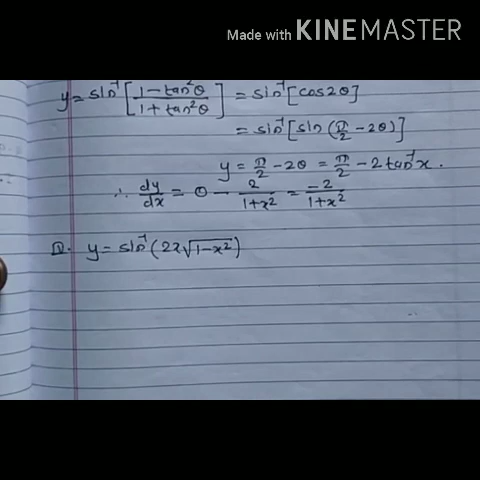 Made with KINEMASTER
y = sin⁻¹[(1 - tan²θ)/(1 + tan²θ)] = sin⁻¹[cos2θ]
= sin⁻¹[sin(π/2 - 2θ)]
y = π/2 - 2θ = π/2 - 2tan⁻¹x.
∴ dy/dx = 0 - 2/(1+x²) = -2/(1+x²)
Q. y = sin⁻¹(2x√(1-x²))